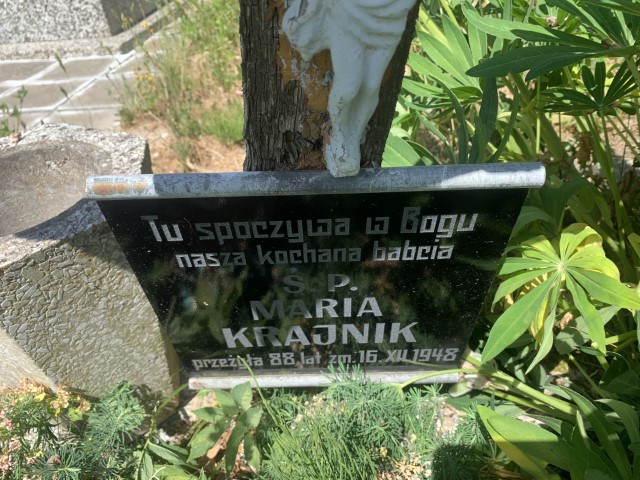 Tu spoczywa w Bogu
nasza kochana babcia
Ś. P.
MARIA
KRAJNIK
przeżyła 88 lat zm. 16. XII. 1948